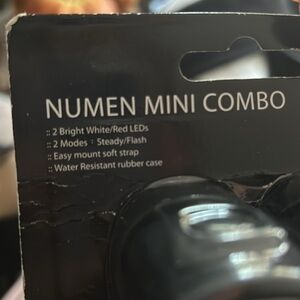 NUMEN MINI COMBO
:: 2 Bright White/Red LEDs
:: 2 Modes : Steady/Flash
:: Easy mount soft strap
:: Water Resistant rubber case